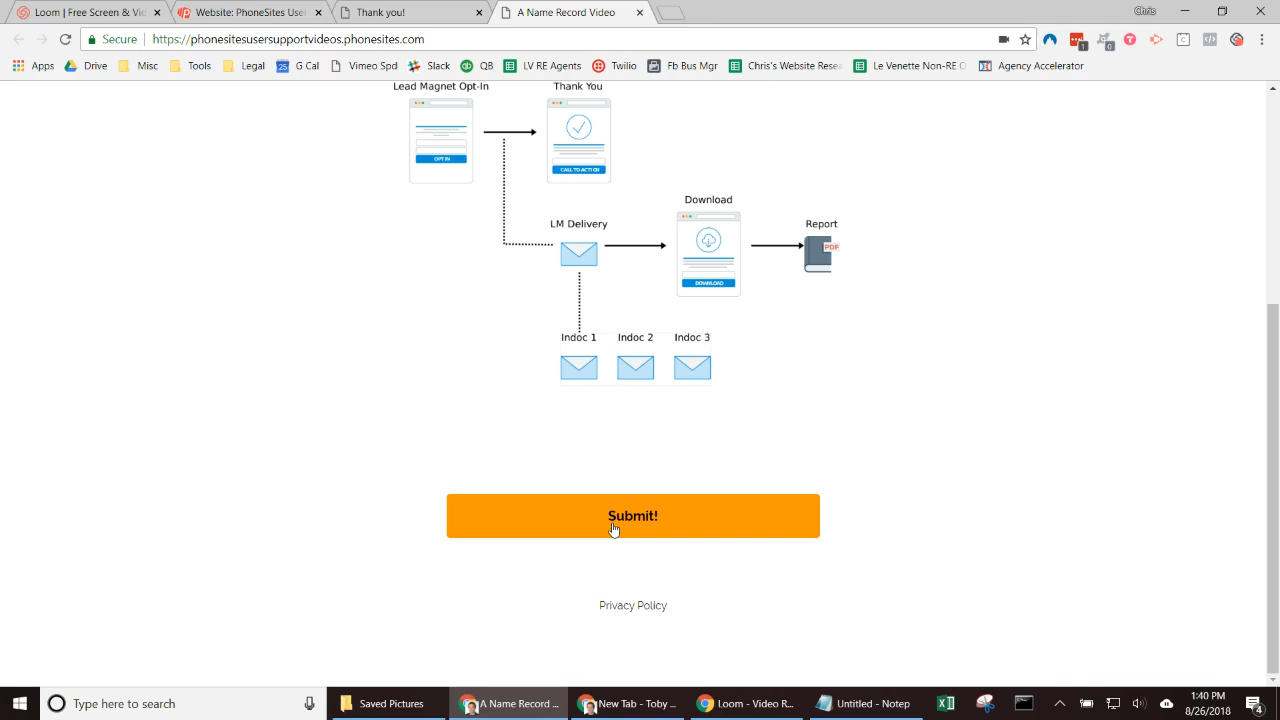 Loom | Free Screen & Vid
Website: PhoneSites User
Thank you!
A Name Record Video
Chris
Secure
https://phonesitesusersupportvideos.phonesites.com
Apps
Drive
Misc
Tools
Legal
25
G Cal
Vimeo Spd
Slack
QB
LV RE Agents
Twilio
Fb Bus Mgr
Chris's Website Rese
Le Venette Non-RE O
Agency Accelerator
Lead Magnet Opt-In
Thank You
OPT IN
CALL TO ACTION
Download
LM Delivery
Report
PDF
DOWNLOAD
Indoc 1
Indoc 2
Indoc 3
Submit!
Privacy Policy
Type here to search
Saved Pictures
A Name Record ...
New Tab - Toby ...
Loom - Video R...
Untitled - Notep...
1:40 PM
8/26/2018
4